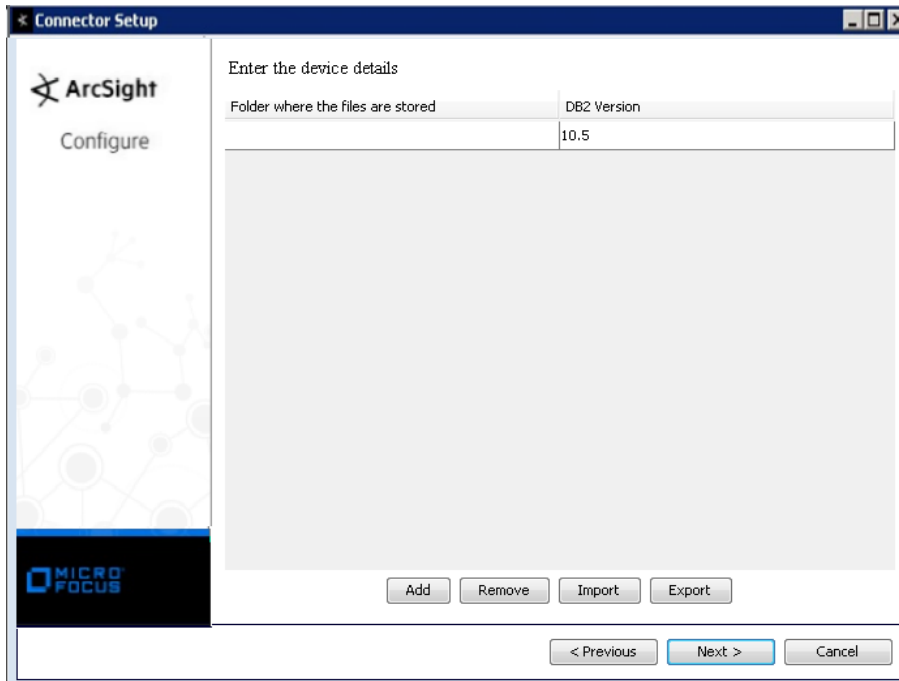 Connector Setup
ArcSight
Configure
Enter the device details
Folder where the files are stored DB2 Version
10.5
Add Remove Import Export
MICRO
FOCUS
< Previous Next > Cancel